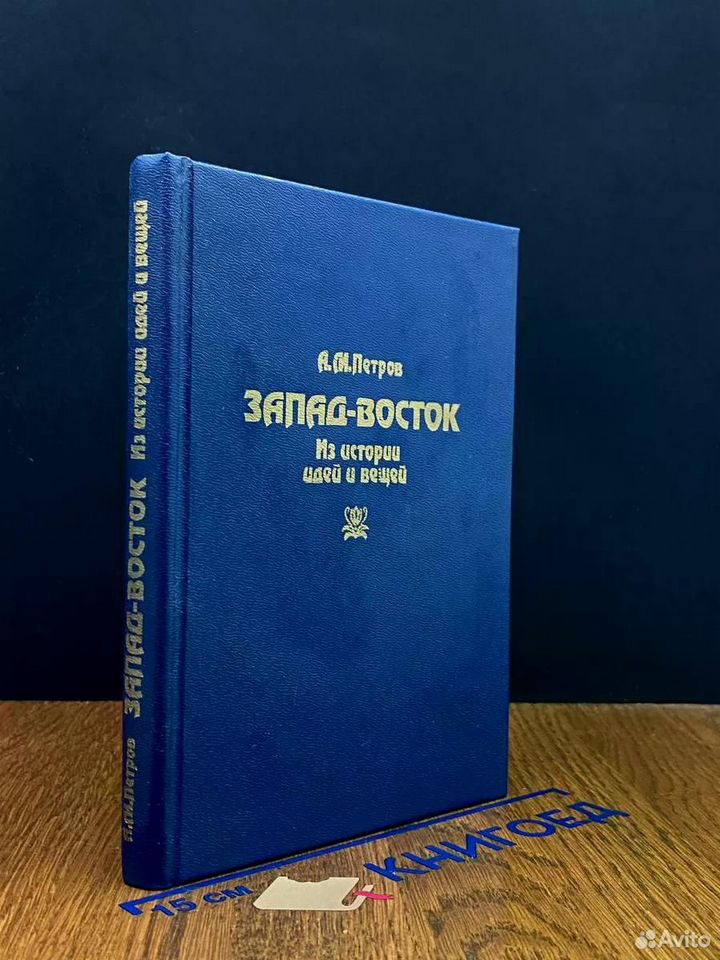 А.М.Петров
ЗАПАД-ВОСТОК
Из истории
идей и вещей
А.М.Петров ЗАПАД-ВОСТОК Из истории идей и вещей
15 см КНИГОЕД
Avito